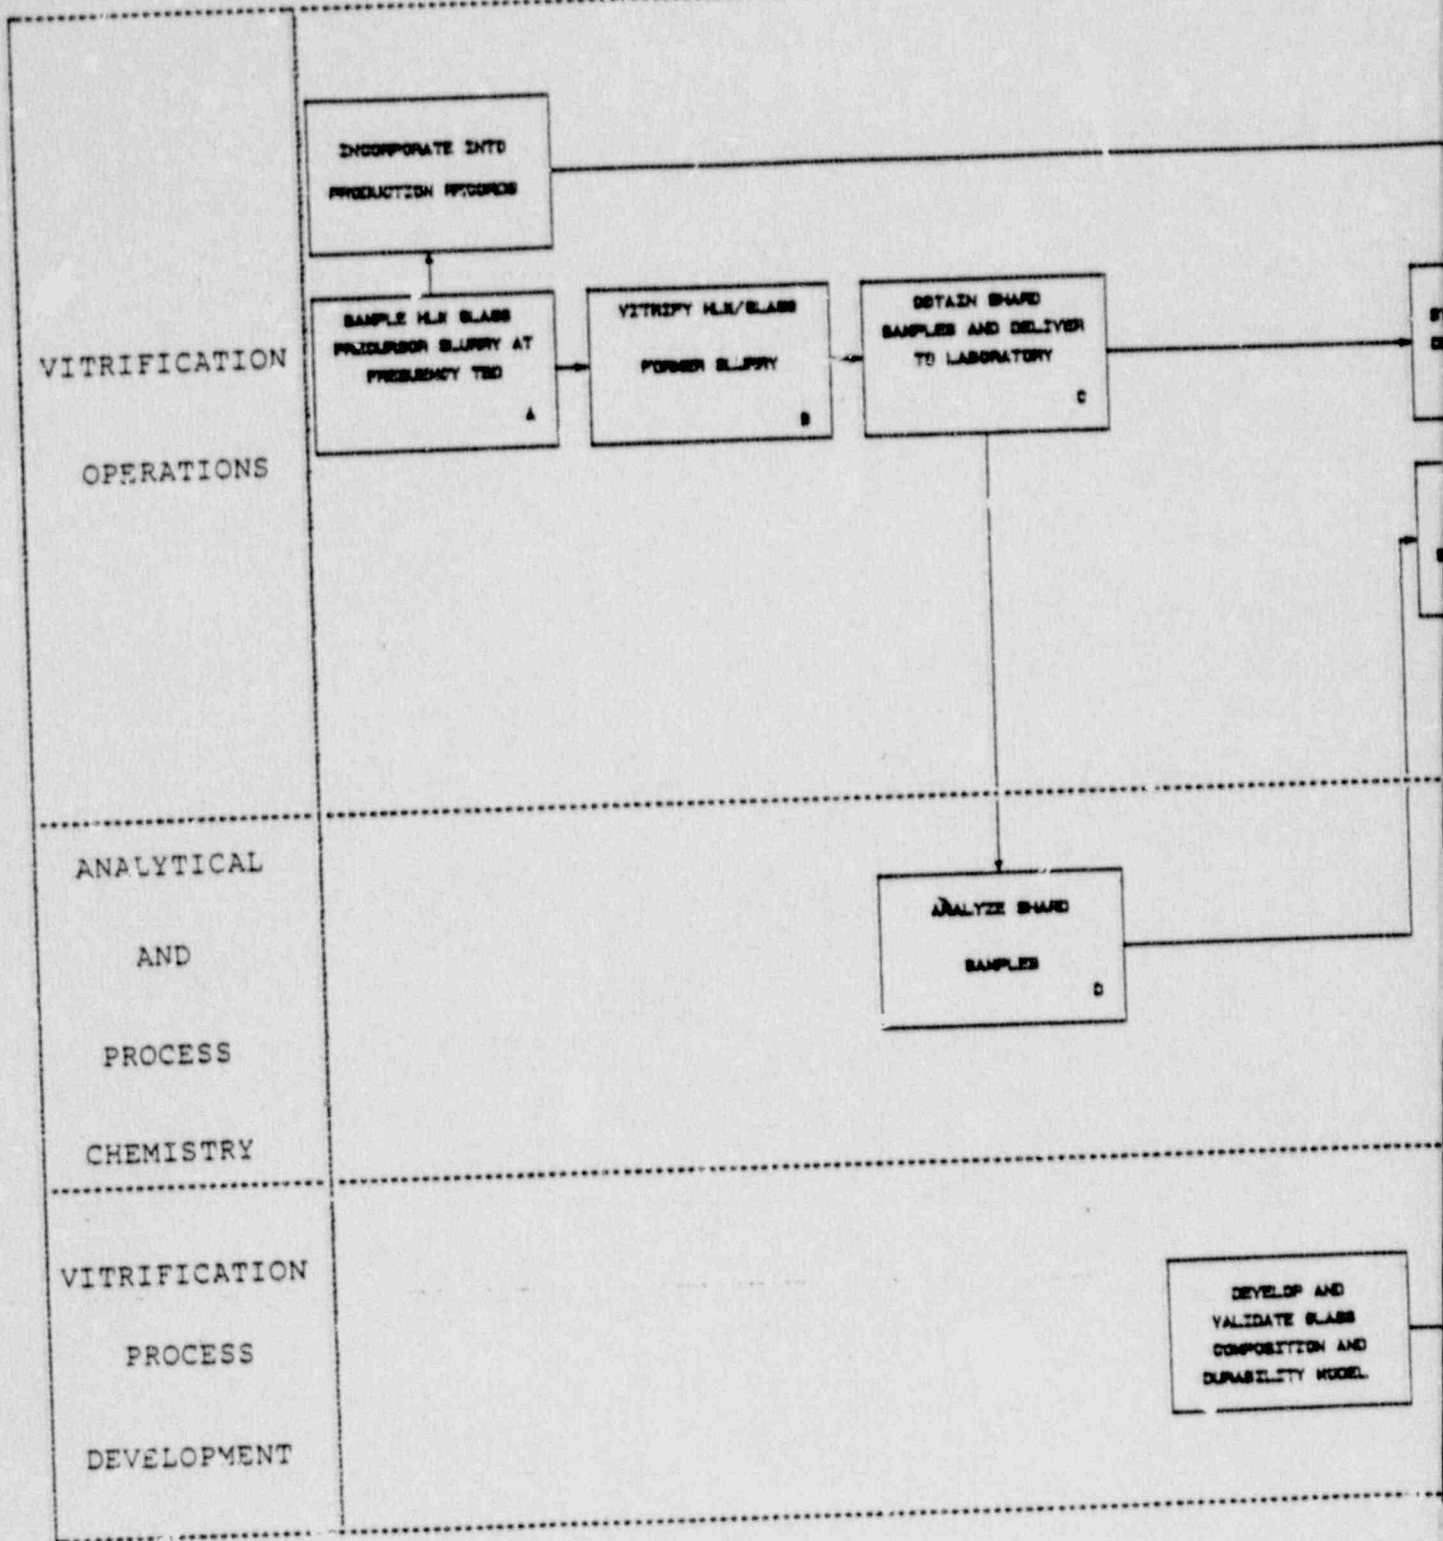 INCORPORATE INTO
PRODUCTION RECORDS
SAMPLE HLW GLASS
PRECURSOR SLURRY AT
FREQUENCY TBD
A
VITRIFY HLW/GLASS
FORMER SLURRY
B
OBTAIN SHARD
SAMPLES AND DELIVER
TO LABORATORY
C
VITRIFICATION
OPERATIONS
ANALYTICAL
AND
PROCESS
CHEMISTRY
ANALYZE SHARD
SAMPLES
D
VITRIFICATION
PROCESS
DEVELOPMENT
DEVELOP AND
VALIDATE GLASS
COMPOSITION AND
DURABILITY MODEL